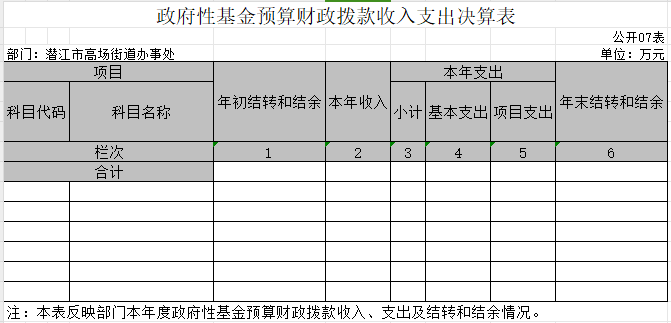 政府性基金预算财政拨款收入支出决算表
公开07表
部门：潜江市高场街道办事处 单位：万元
项目 年初结转和结余 本年收入 本年支出 年末结转和结余
科目代码 科目名称 小计 基本支出 项目支出
栏次 1 2 3 4 5 6
合计
注：本表反映部门本年度政府性基金预算财政拨款收入、支出及结转和结余情况。